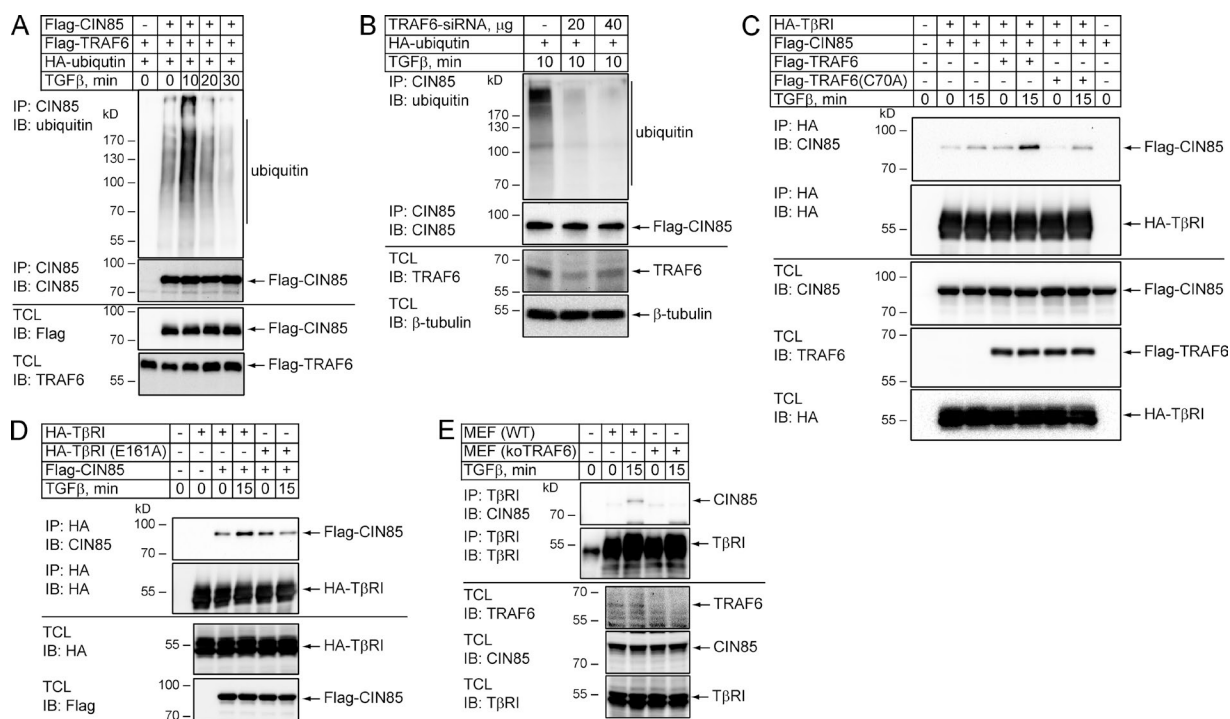 A
Flag-CIN85 - + + + +
Flag-TRAF6 + + + + +
HA-ubiqutin + + + + +
TGFβ, min 0 0 10 20 30
IP: CIN85
IB: ubiquitin
kD
170
130
100
70
55
ubiquitin
IP: CIN85
IB: CIN85
100
70
Flag-CIN85
TCL
IB: Flag
100
70
Flag-CIN85
TCL
IB: TRAF6
55
Flag-TRAF6
B
TRAF6-siRNA, μg - 20 40
HA-ubiqutin + + +
TGFβ, min 10 10 10
IP: CIN85
IB: ubiquitin
kD
170
130
100
70
ubiquitin
IP: CIN85
IB: CIN85
100
Flag-CIN85
TCL
IB: TRAF6
70
55
TRAF6
TCL
IB: β-tubulin
55
β-tubulin
C
HA-TβRI - + + + + + + -
Flag-CIN85 - + + + + + + +
Flag-TRAF6 - - - + + - - -
Flag-TRAF6(C70A) - - - - - + + -
TGFβ, min 0 0 15 0 15 0 15 0
IP: HA
IB: CIN85
kD
100
70
Flag-CIN85
IP: HA
IB: HA
55
HA-TβRI
TCL
IB: CIN85
100
70
Flag-CIN85
TCL
IB: TRAF6
70
55
Flag-TRAF6
TCL
IB: HA
55
HA-TβRI
D
HA-TβRI - + + + - -
HA-TβRI (E161A) - - - - + +
Flag-CIN85 - - + + + +
TGFβ, min 0 0 0 15 0 15
IP: HA
IB: CIN85
kD
100
70
Flag-CIN85
IP: HA
IB: HA
55
HA-TβRI
TCL
IB: HA
55
HA-TβRI
TCL
IB: Flag
100
70
Flag-CIN85
E
MEF (WT) - + + - -
MEF (koTRAF6) - - - + +
TGFβ, min 0 0 15 0 15
IP: TβRI
IB: CIN85
kD
70
CIN85
IP: TβRI
IB: TβRI
55
TβRI
TCL
IB: TRAF6
70
55
TRAF6
TCL
IB: CIN85
70
CIN85
TCL
IB: TβRI
55
TβRI